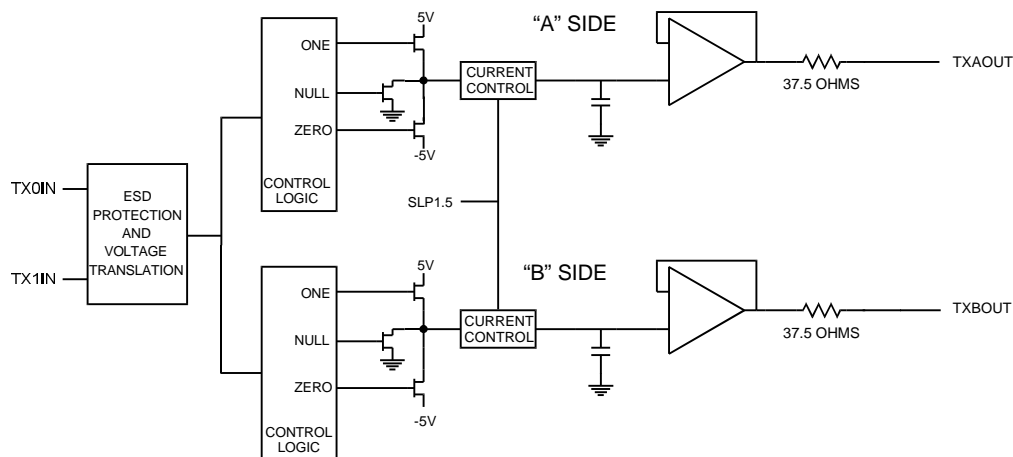 5V
"A" SIDE
ONE
CURRENT
CONTROL
TXAOUT
37.5 OHMS
NULL
ZERO
-5V
CONTROL
LOGIC
TX0IN
ESD
PROTECTION
AND
VOLTAGE
TRANSLATION
TX1IN
SLP1.5
5V
"B" SIDE
ONE
CURRENT
CONTROL
TXBOUT
37.5 OHMS
NULL
ZERO
-5V
CONTROL
LOGIC